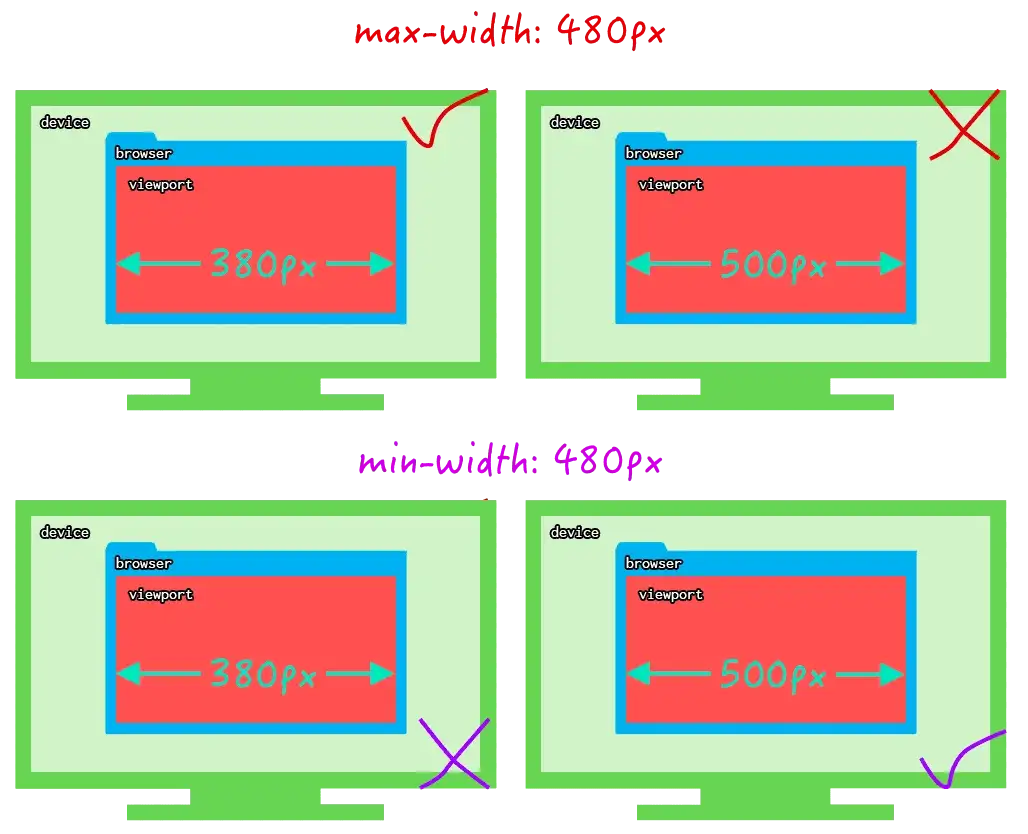 max-width: 480px
device
browser
viewport
380px
device
browser
viewport
500px
min-width: 480px
device
browser
viewport
380px
device
browser
viewport
500px